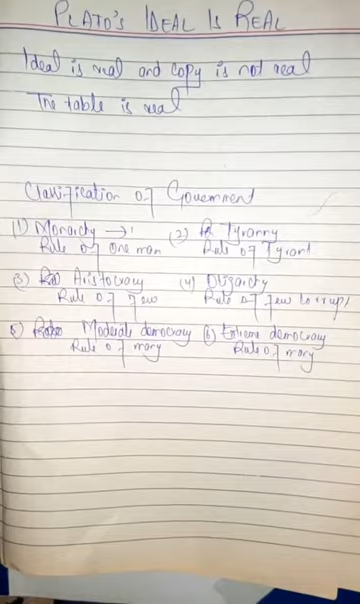 PLATO'S IDEAL IS REAL
Ideal is real and Copy is not real
The table is real
Classification of Government
(1) Monarchy → (2) Tyranny
Rule of One man Rule of Tyrant
(3) Aristocracy (4) Oligarchy
Rule of few Rule of few corrupt
5) Moderate democracy (6) Extreme democracy
Rule of many Rule of many